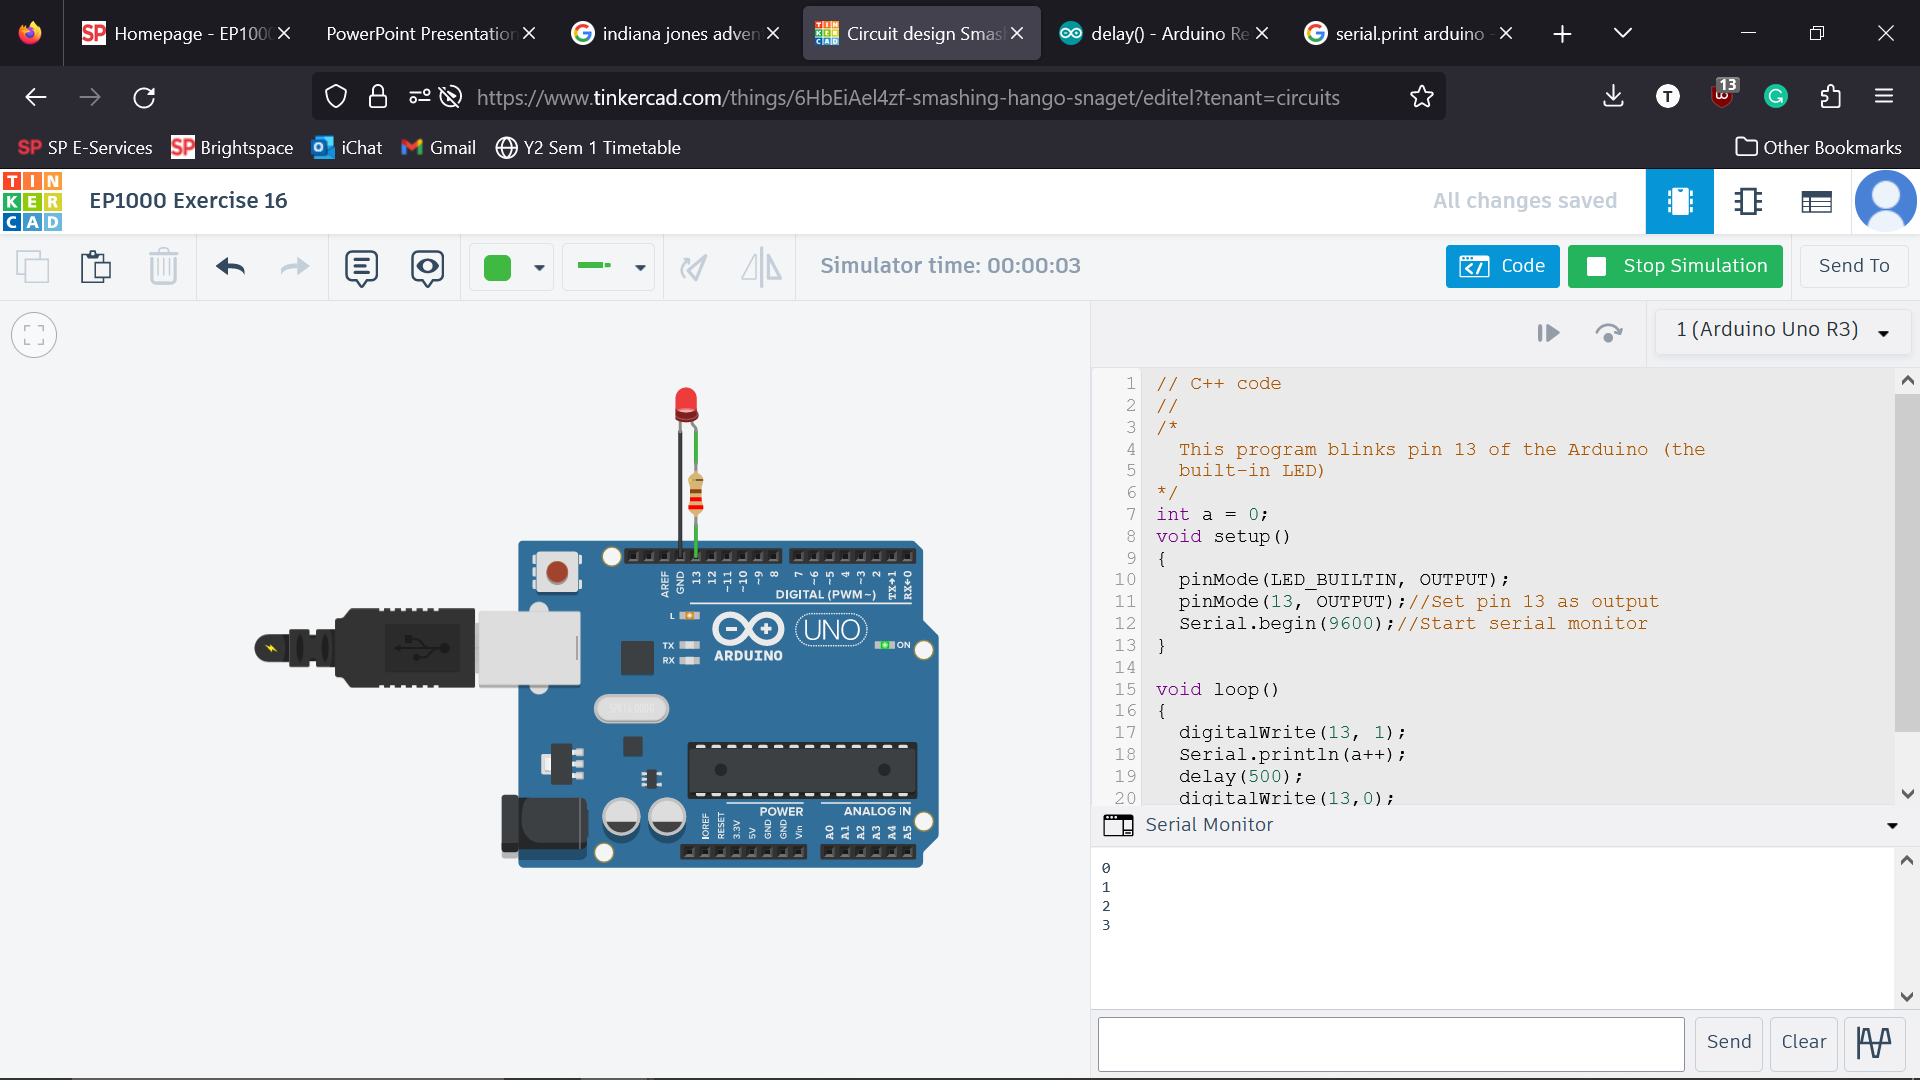 Homepage - EP100
PowerPoint Presentation
indiana jones adven
Circuit design Smas
delay() - Arduino Re
serial.print arduino -
https://www.tinkercad.com/things/6HbEiAel4zf-smashing-hango-snaget/editel?tenant=circuits
13
SP E-Services
Brightspace
iChat
Gmail
Y2 Sem 1 Timetable
Other Bookmarks
TIN
KER
CAD
EP1000 Exercise 16
All changes saved
Simulator time: 00:00:03
Code
Stop Simulation
Send To
1 (Arduino Uno R3)
1 // C++ code
2 //
3 /*
4 This program blinks pin 13 of the Arduino (the
5 built-in LED)
6 */
7 int a = 0;
8 void setup()
9 {
10 pinMode(LED_BUILTIN, OUTPUT);
11 pinMode(13, OUTPUT);//Set pin 13 as output
12 Serial.begin(9600);//Start serial monitor
13 }
14
15 void loop()
16 {
17 digitalWrite(13, 1);
18 Serial.println(a++);
19 delay(500);
20 digitalWrite(13,0);
AREF
GND
13
12
~11
~10
~9
8
7
~6
~5
4
~3
2
TX→1
RX←0
DIGITAL (PWM~)
L
TX
RX
ARDUINO
UNO
ON
POWER
ANALOG IN
IOREF
RESET
3.3V
5V
GND
GND
Vin
A0
A1
A2
A3
A4
A5
Serial Monitor
0
1
2
3
Send
Clear